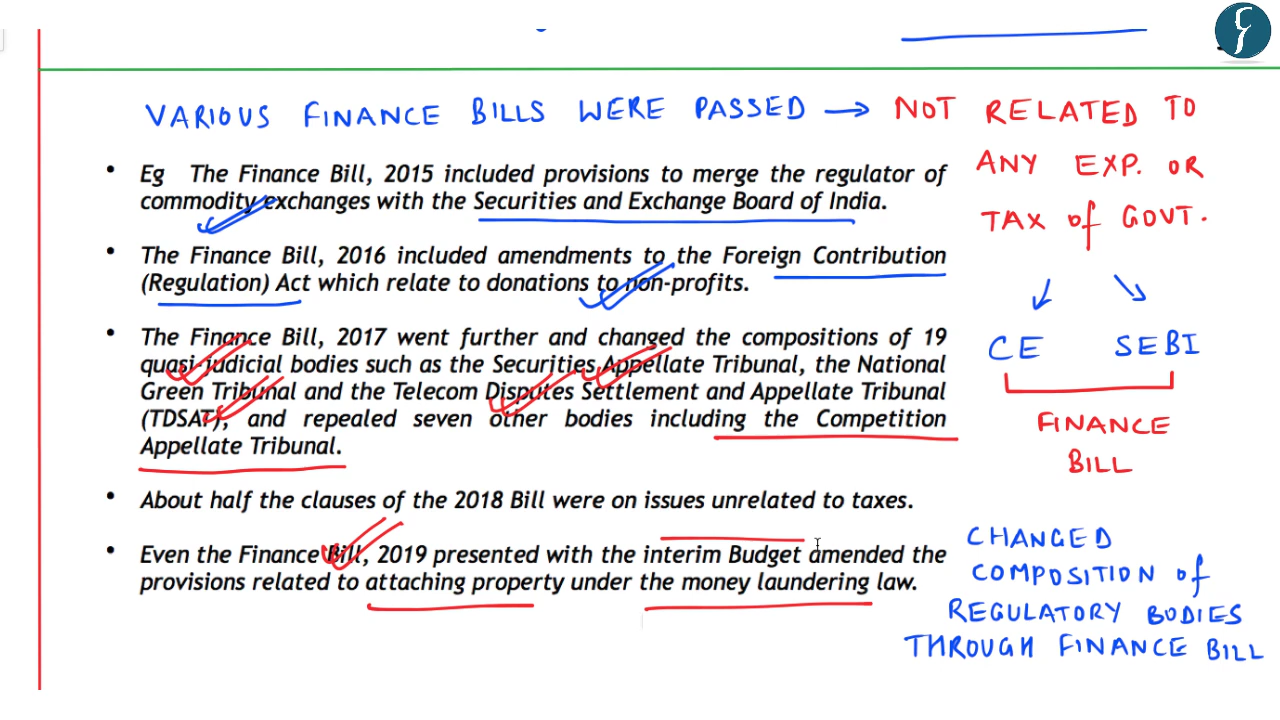 VARIOUS FINANCE BILLS WERE PASSED → NOT RELATED TO
ANY EXP. OR
TAX of GOVT.
• Eg The Finance Bill, 2015 included provisions to merge the regulator of
commodity exchanges with the Securities and Exchange Board of India.
• The Finance Bill, 2016 included amendments to the Foreign Contribution
(Regulation) Act which relate to donations to non-profits.
• The Finance Bill, 2017 went further and changed the compositions of 19
quasi-judicial bodies such as the Securities Appellate Tribunal, the National
Green Tribunal and the Telecom Disputes Settlement and Appellate Tribunal
(TDSAT), and repealed seven other bodies including the Competition
Appellate Tribunal.
• About half the clauses of the 2018 Bill were on issues unrelated to taxes.
• Even the Finance Bill, 2019 presented with the interim Budget amended the
provisions related to attaching property under the money laundering law.
CE SEBI
FINANCE
BILL
CHANGED
COMPOSITION of
REGULATORY BODIES
THROUGH FINANCE BILL